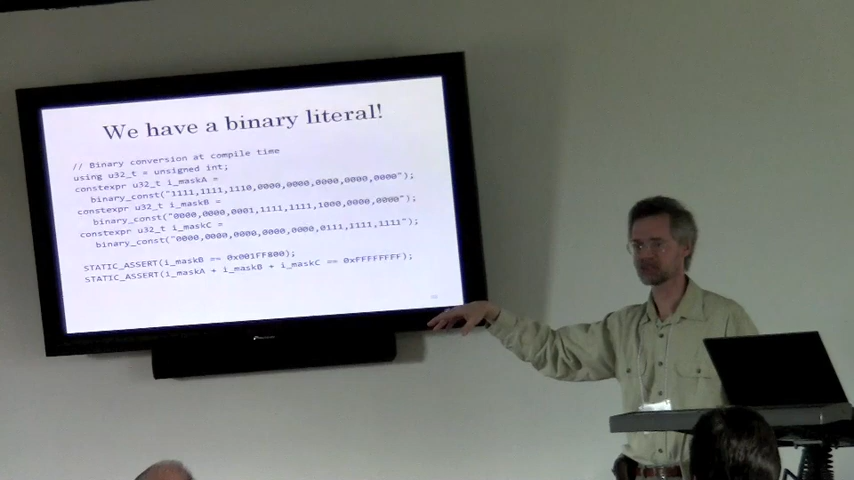 We have a binary literal!
// Binary conversion at compile time
using u32_t = unsigned int;
constexpr u32_t i_maskA =
binary_const("1111,1111,1110,0000,0000,0000,0000,0000");
constexpr u32_t i_maskB =
binary_const("0000,0000,0001,1111,1111,1000,0000,0000");
constexpr u32_t i_maskC =
binary_const("0000,0000,0000,0000,0000,0111,1111,1111");
STATIC_ASSERT(i_maskB == 0x001FF800);
STATIC_ASSERT(i_maskA + i_maskB + i_maskC == 0xFFFFFFFF);